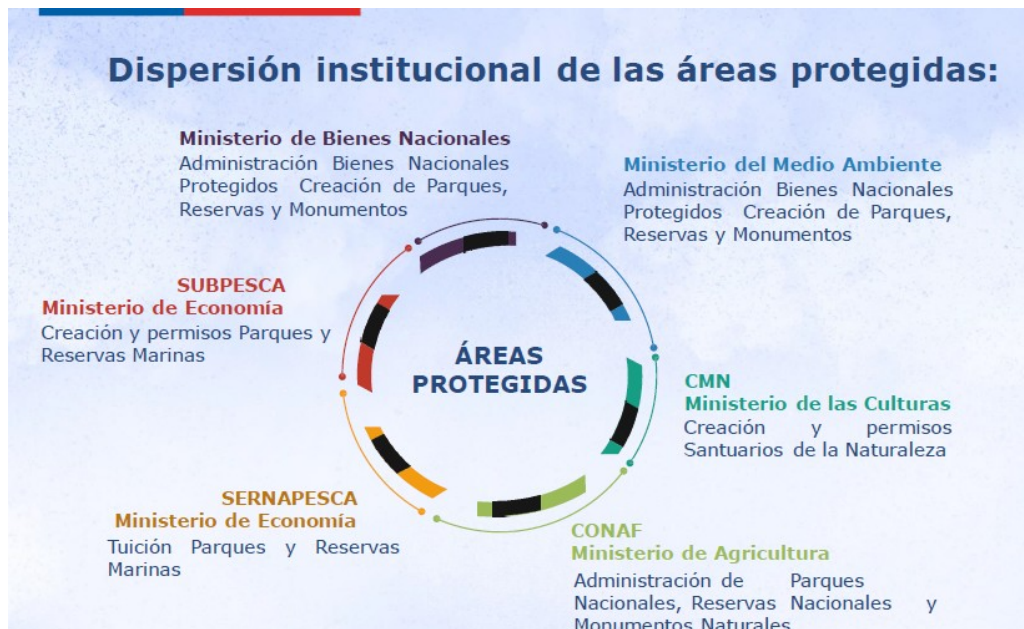 Dispersión institucional de las áreas protegidas:
Ministerio de Bienes Nacionales
Administración Bienes Nacionales
Protegidos Creación de Parques,
Reservas y Monumentos
Ministerio del Medio Ambiente
Administración Bienes Nacionales
Protegidos Creación de Parques,
Reservas y Monumentos
SUBPESCA
Ministerio de Economía
Creación y permisos Parques y
Reservas Marinas
ÁREAS
PROTEGIDAS
CMN
Ministerio de las Culturas
Creación y permisos
Santuarios de la Naturaleza
SERNAPESCA
Ministerio de Economía
Tuición Parques y Reservas
Marinas
CONAF
Ministerio de Agricultura
Administración de Parques
Nacionales, Reservas Nacionales y
Monumentos Naturales